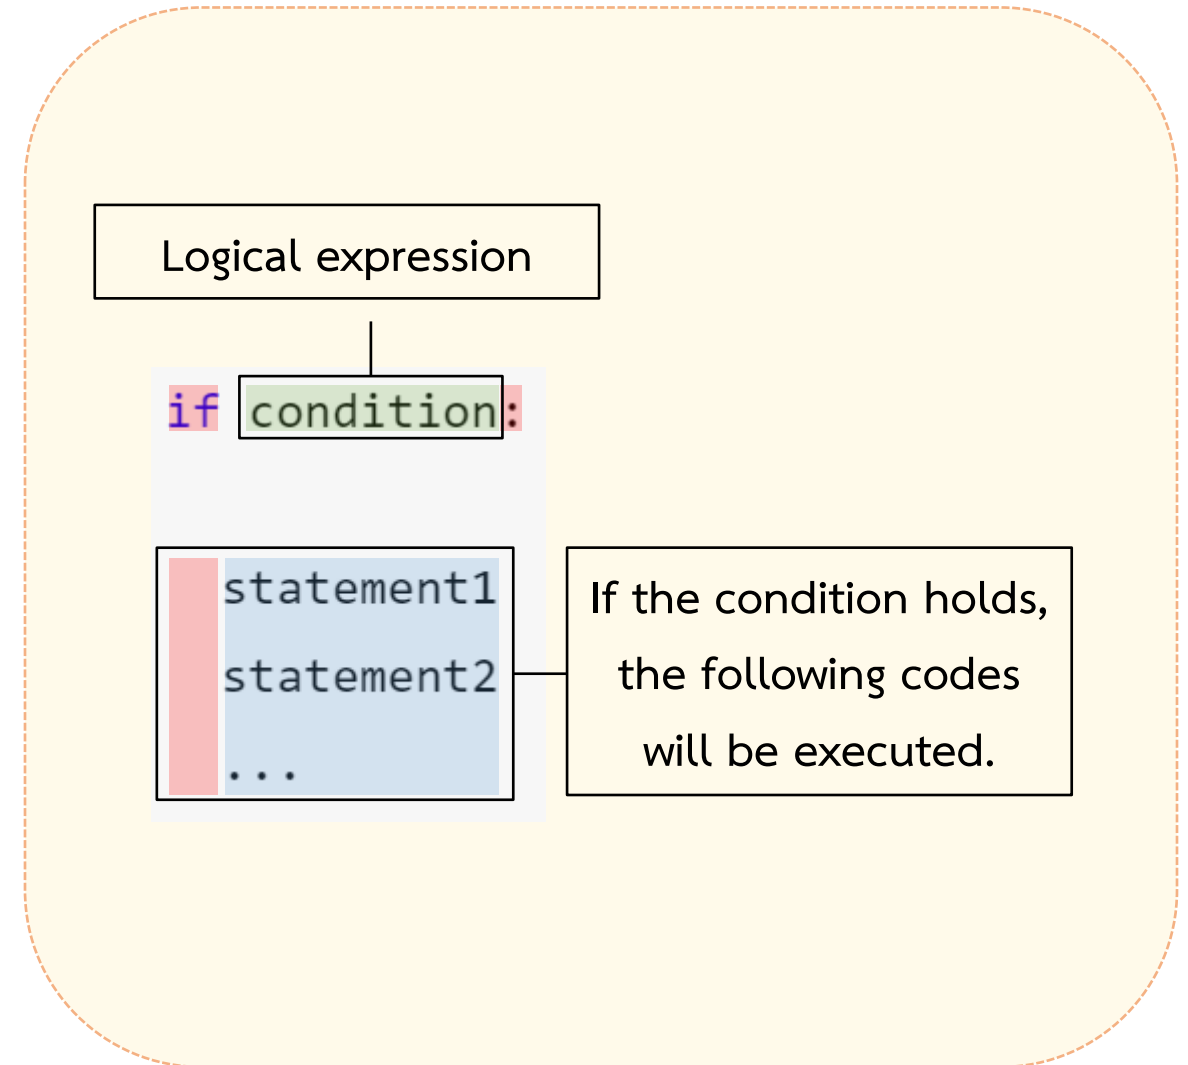 Logical expression
if condition:
statement1
statement2
...
If the condition holds,
the following codes
will be executed.